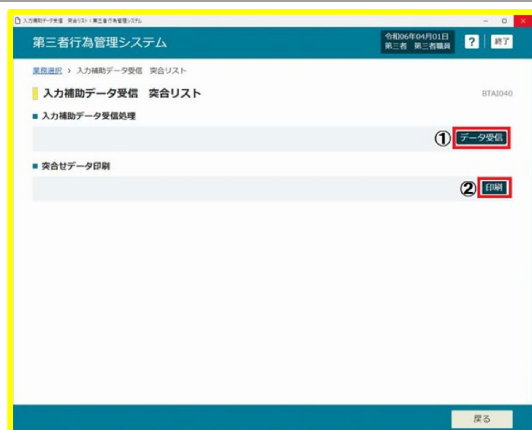 入力補助データ受信 突合リスト：第三者行為管理システム
第三者行為管理システム
令和06年04月01日
第三者 第三者職員
?
終了
業務選択 › 入力補助データ受信 突合リスト
入力補助データ受信 突合リスト
BTAI040
■ 入力補助データ受信処理
① データ受信
■ 突合せデータ印刷
② 印刷
戻る